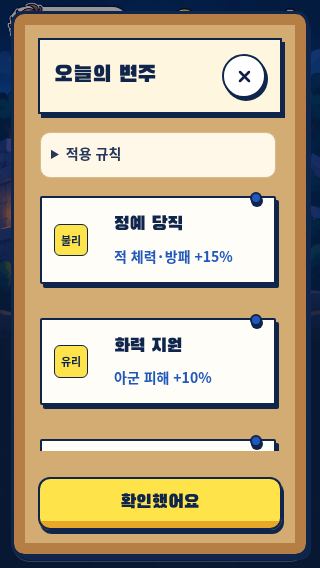 오늘의 변주
적용 규칙
불리
정예 당직
적 체력·방패 +15%
유리
화력 지원
아군 피해 +10%
확인했어요